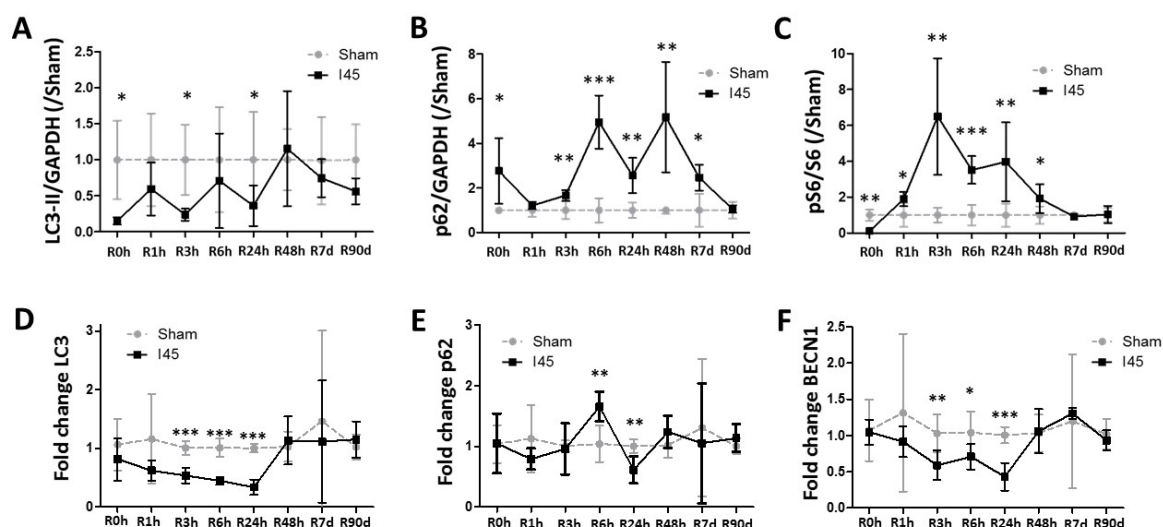 A
LC3-II/GAPDH (/Sham)
2.5
2.0
1.5
1.0
0.5
0.0
Sham
I45
* * *
R0h R1h R3h R6h R24h R48h R7d R90d
B
p62/GAPDH (/Sham)
8
6
4
2
0
Sham
I45
* ** *** ** ** *
R0h R1h R3h R6h R24h R48h R7d R90d
C
pS6/S6 (/Sham)
10
8
6
4
2
0
Sham
I45
** * ** *** ** *
R0h R1h R3h R6h R24h R48h R7d R90d
D
Fold change LC3
3
2
1
0
Sham
I45
*** *** ***
R0h R1h R3h R6h R24h R48h R7d R90d
E
Fold change p62
3
2
1
0
Sham
I45
** **
R0h R1h R3h R6h R24h R48h R7d R90d
F
Fold change BECN1
2.5
2.0
1.5
1.0
0.5
0.0
Sham
I45
** * ***
R0h R1h R3h R6h R24h R48h R7d R90d